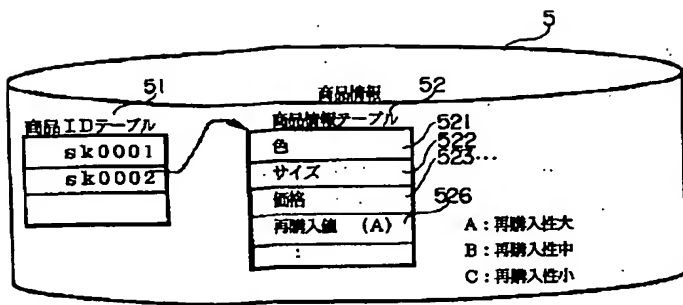 5
商品情報
51
52
商品IDテーブル
商品情報テーブル
sk0001
sk0002
色
521
サイズ
522
価格
523…
再購入値 (A)
526
:
A：再購入性大
B：再購入性中
C：再購入性小